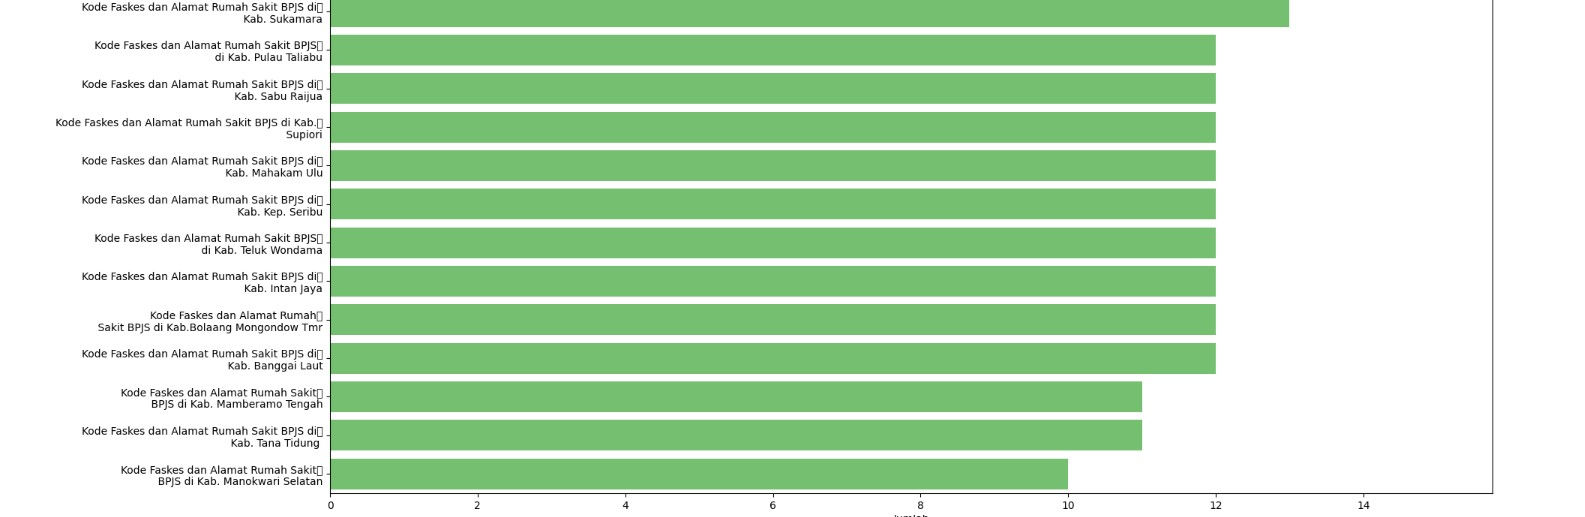 Kode Faskes dan Alamat Rumah Sakit BPJS di
Kab. Sukamara
Kode Faskes dan Alamat Rumah Sakit BPJS
di Kab. Pulau Taliabu
Kode Faskes dan Alamat Rumah Sakit BPJS di
Kab. Sabu Raijua
Kode Faskes dan Alamat Rumah Sakit BPJS di Kab.
Supiori
Kode Faskes dan Alamat Rumah Sakit BPJS di
Kab. Mahakam Ulu
Kode Faskes dan Alamat Rumah Sakit BPJS di
Kab. Kep. Seribu
Kode Faskes dan Alamat Rumah Sakit BPJS
di Kab. Teluk Wondama
Kode Faskes dan Alamat Rumah Sakit BPJS di
Kab. Intan Jaya
Kode Faskes dan Alamat Rumah
Sakit BPJS di Kab.Bolaang Mongondow Tmr
Kode Faskes dan Alamat Rumah Sakit BPJS di
Kab. Banggai Laut
Kode Faskes dan Alamat Rumah Sakit
BPJS di Kab. Mamberamo Tengah
Kode Faskes dan Alamat Rumah Sakit BPJS di
Kab. Tana Tidung
Kode Faskes dan Alamat Rumah Sakit
BPJS di Kab. Manokwari Selatan
0 2 4 6 8 10 12 14